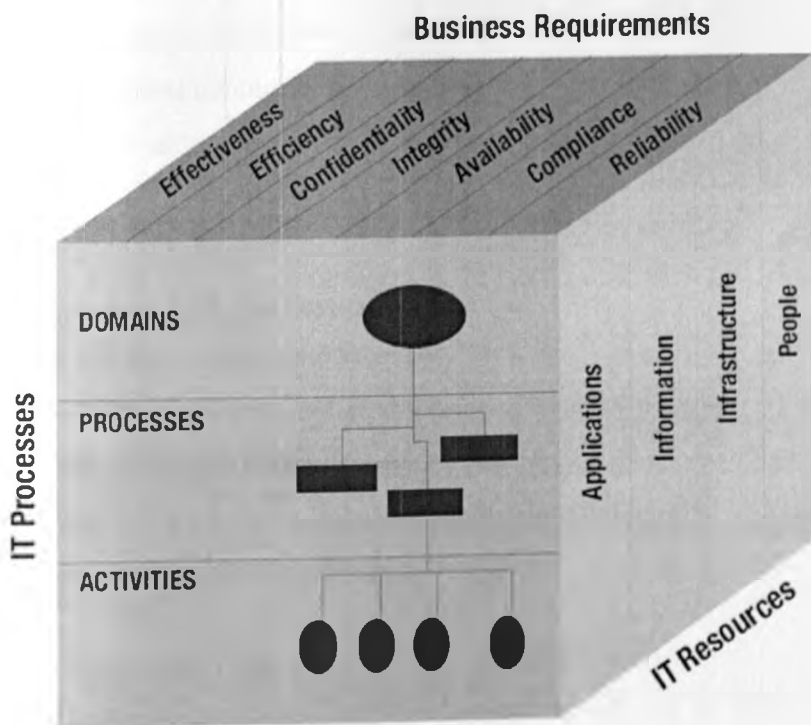 Business Requirements
Effectiveness
Efficiency
Confidentiality
Integrity
Availability
Compliance
Reliability
IT Processes
DOMAINS
PROCESSES
ACTIVITIES
Applications
Information
Infrastructure
People
IT Resources